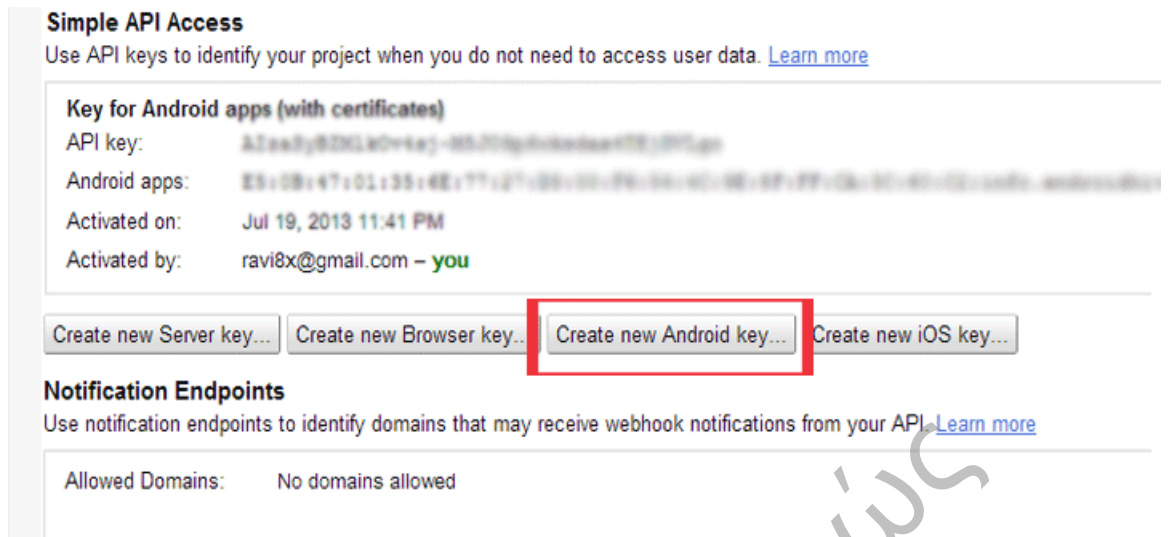 Simple API Access
Use API keys to identify your project when you do not need to access user data. Learn more
Key for Android apps (with certificates)
API key:
Android apps:
Activated on: Jul 19, 2013 11:41 PM
Activated by: ravi8x@gmail.com – you
Create new Server key... Create new Browser key... Create new Android key... Create new iOS key...
Notification Endpoints
Use notification endpoints to identify domains that may receive webhook notifications from your API. Learn more
Allowed Domains: No domains allowed